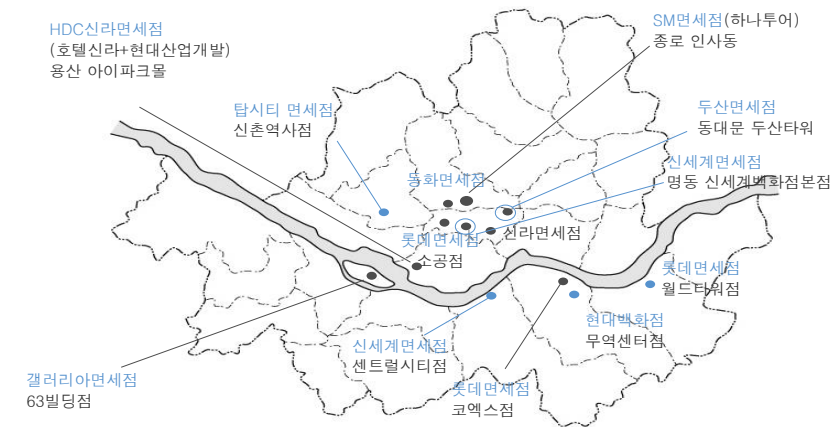 HDC신라면세점
(호텔신라+현대산업개발)
용산 아이파크몰
SM면세점(하나투어)
종로 인사동
탑시티 면세점
신촌역사점
두산면세점
동대문 두산타워
신세계면세점
명동 신세계백화점본점
동화면세점
롯데면세점
소공점
신라면세점
롯데면세점
월드타워점
현대백화점
무역센터점
신세계면세점
센트럴시티점
롯데면세점
코엑스점
갤러리아면세점
63빌딩점